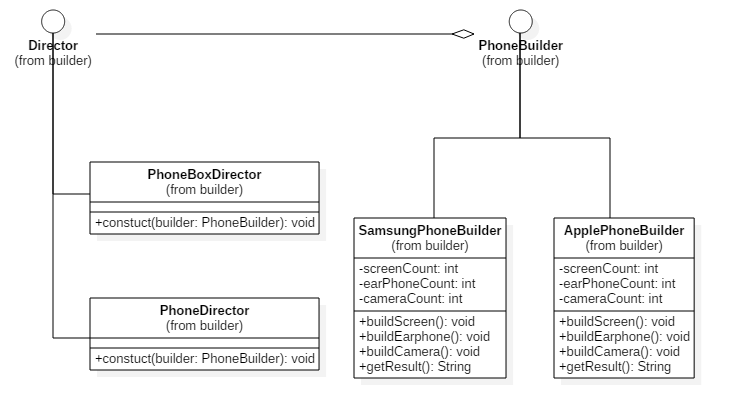 Director
(from builder)
PhoneBuilder
(from builder)
PhoneBoxDirector
(from builder)
+constuct(builder: PhoneBuilder): void
PhoneDirector
(from builder)
+constuct(builder: PhoneBuilder): void
SamsungPhoneBuilder
(from builder)
-screenCount: int
-earPhoneCount: int
-cameraCount: int
+buildScreen(): void
+buildEarphone(): void
+buildCamera(): void
+getResult(): String
ApplePhoneBuilder
(from builder)
-screenCount: int
-earPhoneCount: int
-cameraCount: int
+buildScreen(): void
+buildEarphone(): void
+buildCamera(): void
+getResult(): String